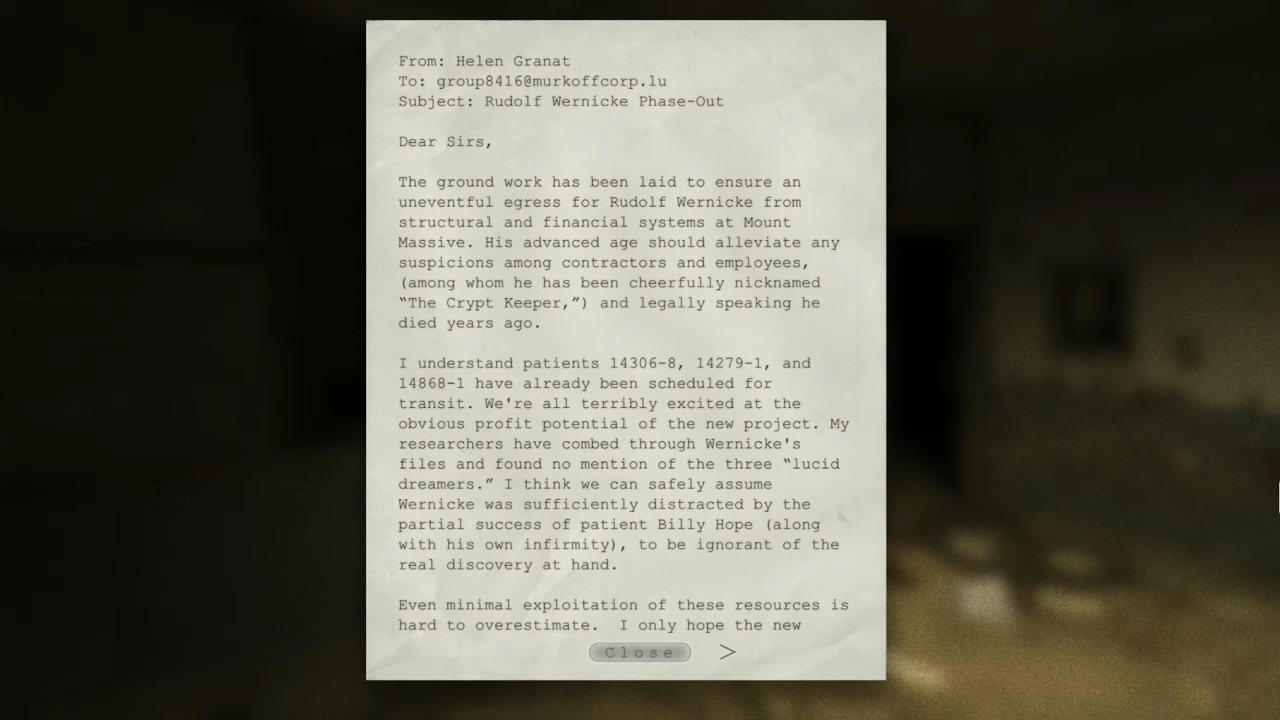 From: Helen Granat
To: group8416@murkoffcorp.lu
Subject: Rudolf Wernicke Phase-Out
Dear Sirs,
The ground work has been laid to ensure an
uneventful egress for Rudolf Wernicke from
structural and financial systems at Mount
Massive. His advanced age should alleviate any
suspicions among contractors and employees,
(among whom he has been cheerfully nicknamed
“The Crypt Keeper,”) and legally speaking he
died years ago.
I understand patients 14306-8, 14279-1, and
14868-1 have already been scheduled for
transit. We're all terribly excited at the
obvious profit potential of the new project. My
researchers have combed through Wernicke's
files and found no mention of the three “lucid
dreamers.” I think we can safely assume
Wernicke was sufficiently distracted by the
partial success of patient Billy Hope (along
with his own infirmity), to be ignorant of the
real discovery at hand.
Even minimal exploitation of these resources is
hard to overestimate.  I only hope the new
Close >